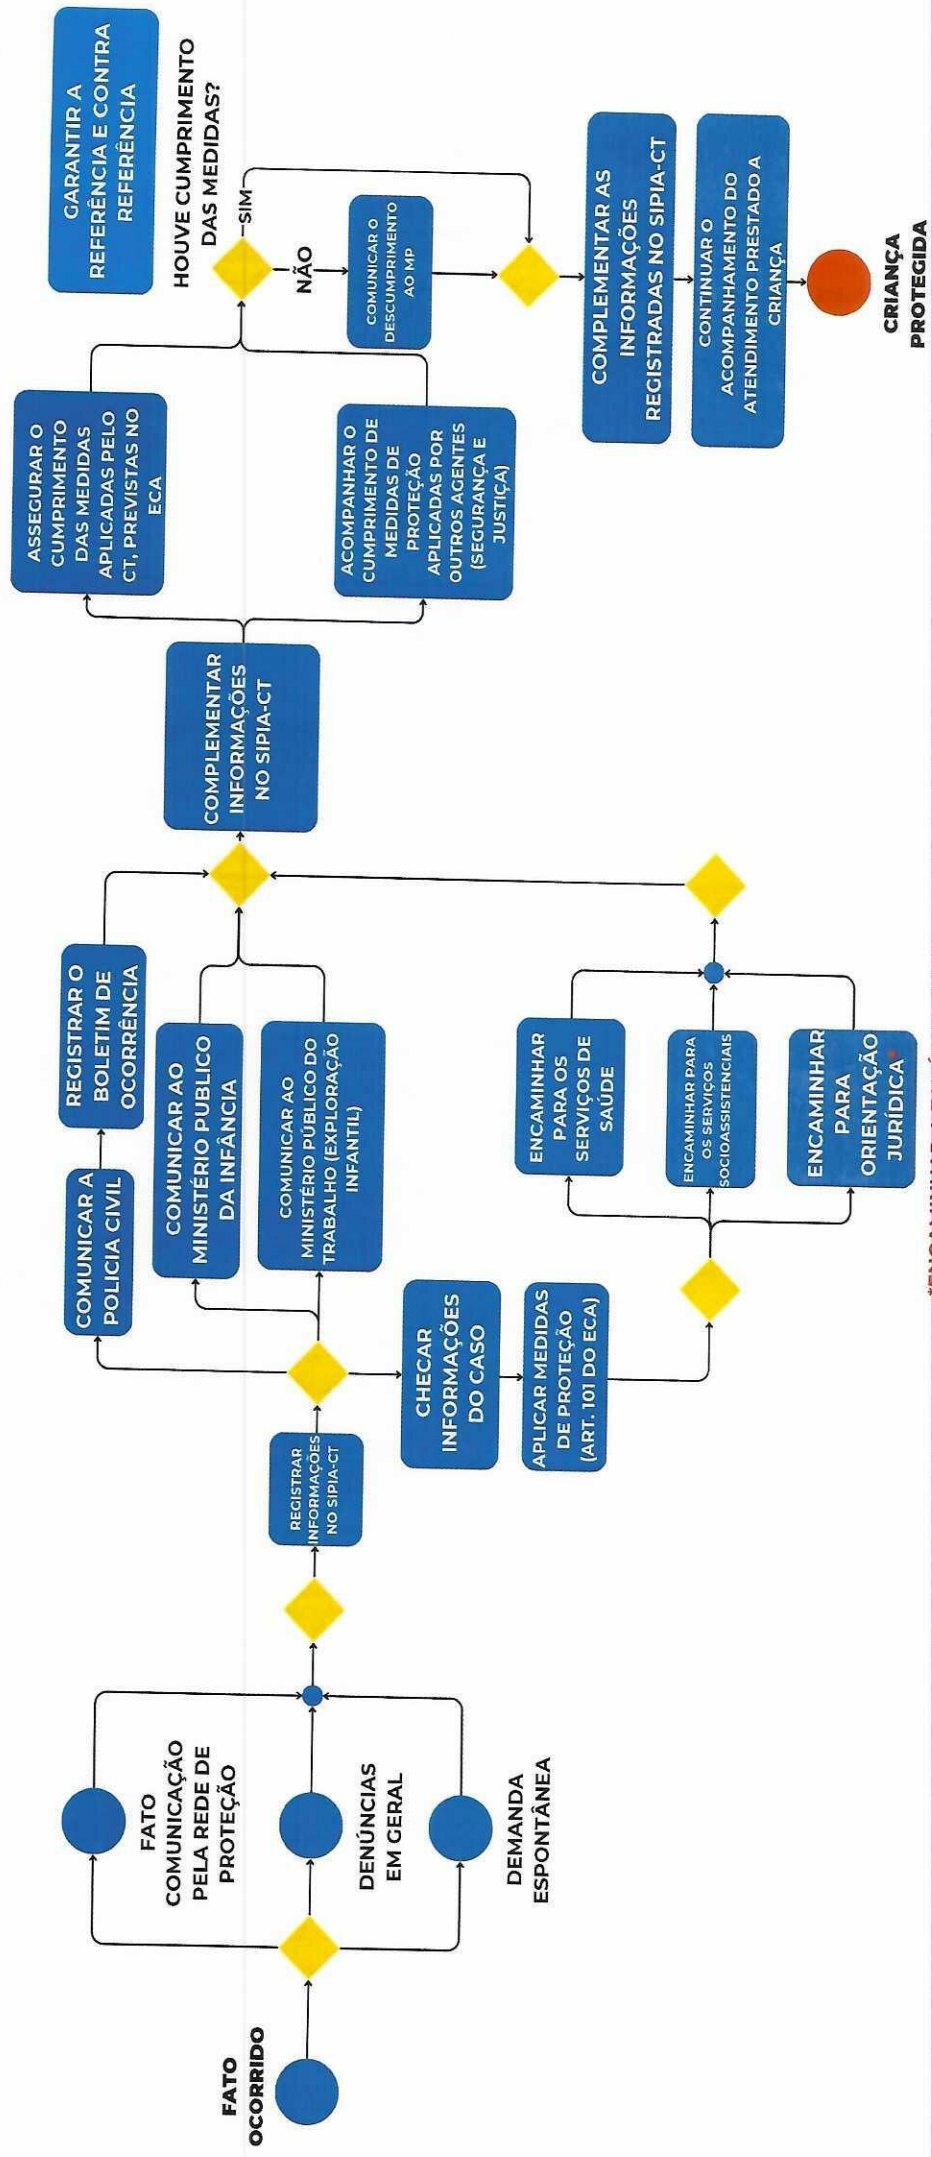 FATO
OCORRIDO
FATO
COMUNICAÇÃO
PELA REDE DE
PROTEÇÃO
DENÚNCIAS
EM GERAL
DEMANDA
ESPONTÂNEA
REGISTRAR
INFORMAÇÕES
NO SIPIA-CT
COMUNICAR A
POLICIA CIVIL
REGISTRAR O
BOLETIM DE
OCORRÊNCIA
COMUNICAR AO
MINISTÉRIO PUBLICO
DA INFÂNCIA
COMUNICAR AO
MINISTÉRIO PÚBLICO DO
TRABALHO (EXPLORAÇÃO
INFANTIL)
CHECAR
INFORMAÇÕES
DO CASO
APLICAR MEDIDAS
DE PROTEÇÃO
(ART. 101 DO ECA)
ENCAMINHAR
PARA OS
SERVIÇOS DE
SAÚDE
ENCAMINHAR PARA
OS SERVIÇOS
SOCIOASSISTENCIAIS
ENCAMINHAR
PARA
ORIENTAÇÃO
JURÍDICA*
COMPLEMENTAR
INFORMAÇÕES
NO SIPIA-CT
ASSEGURAR O
CUMPRIMENTO
DAS MEDIDAS
APLICADAS PELO
CT, PREVISTAS NO
ECA
ACOMPANHAR O
CUMPRIMENTO DE
MEDIDAS DE
PROTEÇÃO
APLICADAS POR
OUTROS AGENTES
(SEGURANÇA E
JUSTIÇA)
GARANTIR A
REFERÊNCIA E CONTRA
REFERÊNCIA
HOUVE CUMPRIMENTO
DAS MEDIDAS?
SIM
NÃO
COMUNICAR O
DESCUMPRIMENTO
AO MP
COMPLEMENTAR AS
INFORMAÇÕES
REGISTRADAS NO SIPIA-CT
CONTINUAR O
ACOMPANHAMENTO DO
ATENDIMENTO PRESTADO A
CRIANÇA
CRIANÇA
PROTEGIDA